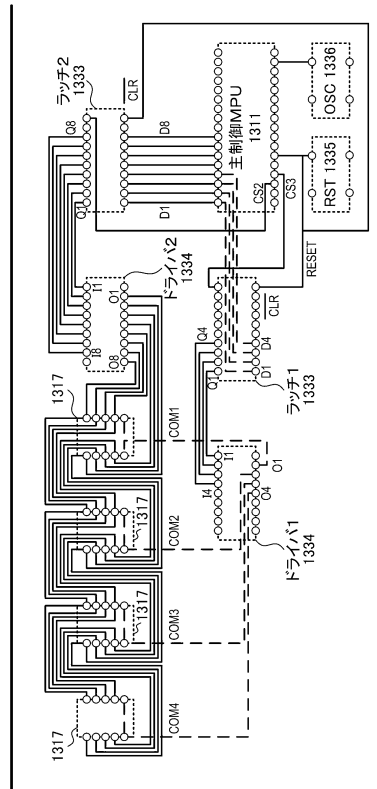 ラッチ2
1333
CLR
Q8
Q1
D8
D1
主制御MPU
1311
OSC 1336
RST 1335
CS2
CS3
RESET
I1
O1
I8
O8
ドライバ2
1334
1317
COM1
1317
COM2
1317
COM3
1317
COM4
Q4
Q1
CLR
D4
D1
ラッチ1
1333
I1
O1
I4
O4
ドライバ1
1334